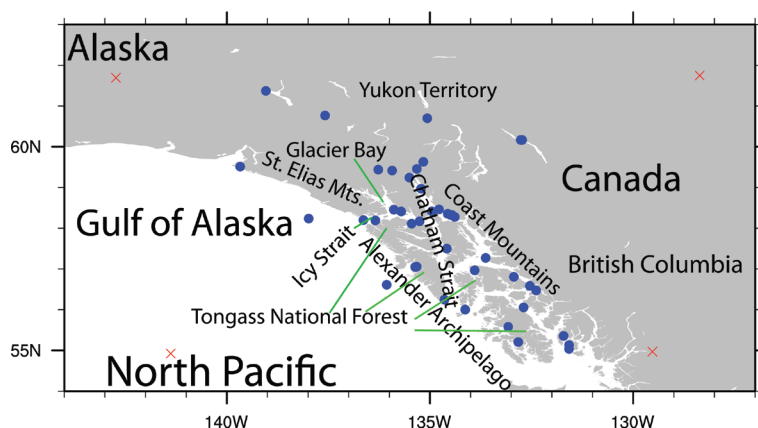 Alaska
Yukon Territory
60N
Glacier Bay
St. Elias Mts.
Canada
Gulf of Alaska
Chatham Strait
Coast Mountains
Icy Strait
British Columbia
Alexander Archipelago
Tongass National Forest
55N
North Pacific
140W
135W
130W